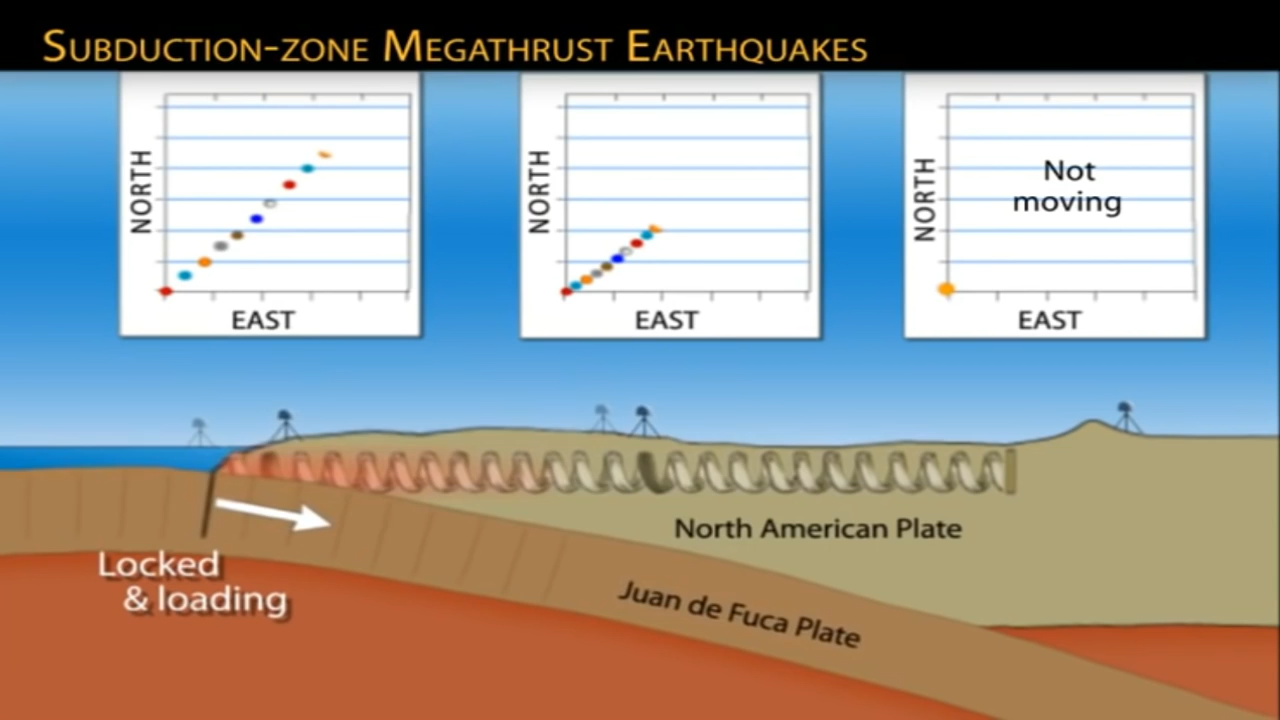 Subduction-zone Megathrust Earthquakes
NORTH
EAST
NORTH
EAST
NORTH
Not
moving
EAST
North American Plate
Locked
& loading
Juan de Fuca Plate